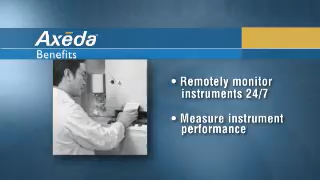 Axeda
Benefits
• Remotely monitor
instruments 24/7
• Measure instrument
performance